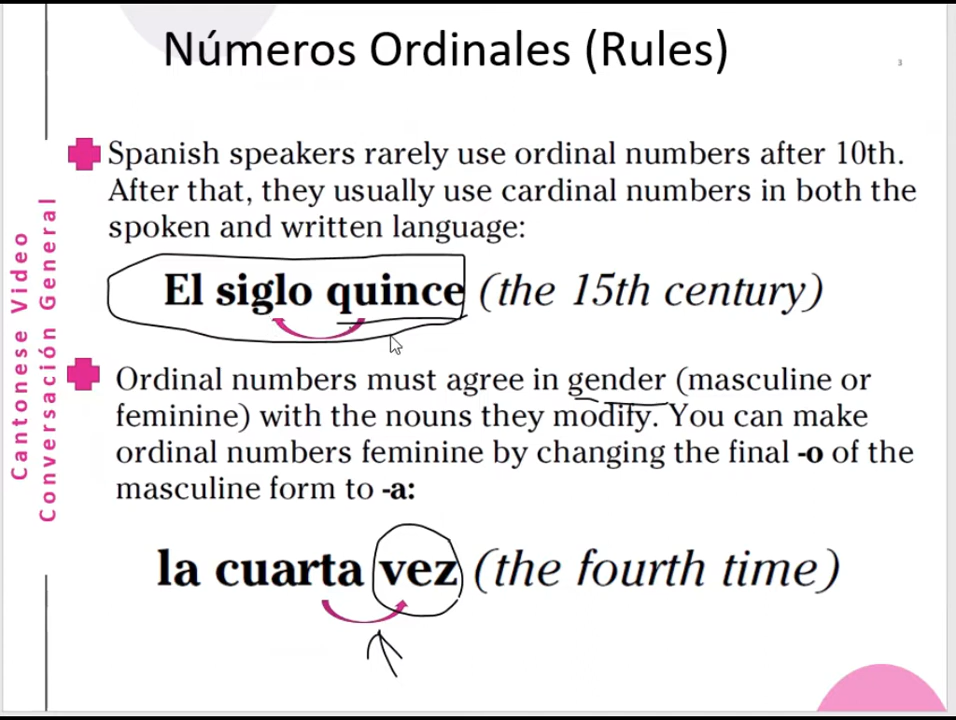 Números Ordinales (Rules)
3
Spanish speakers rarely use ordinal numbers after 10th.
After that, they usually use cardinal numbers in both the
spoken and written language:
El siglo quince (the 15th century)
Ordinal numbers must agree in gender (masculine or
feminine) with the nouns they modify. You can make
ordinal numbers feminine by changing the final -o of the
masculine form to -a:
la cuarta vez (the fourth time)
Cantonese Video
Conversación General